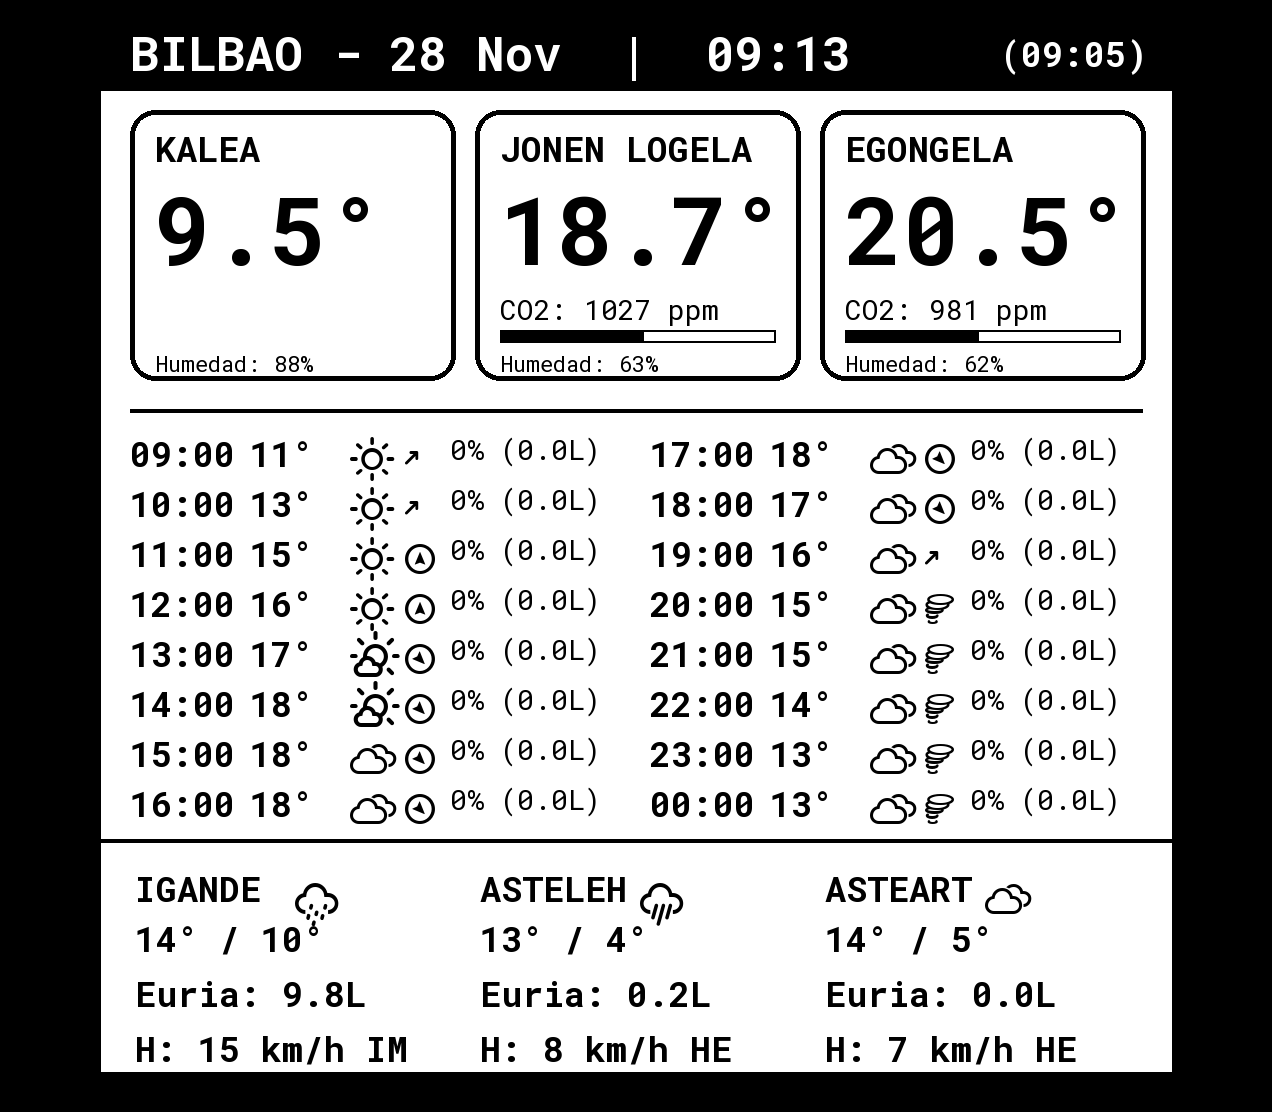 BILBAO - 28 Nov | 09:13 (09:05)
KALEA
9.5°
Humedad: 88%
JONEN LOGELA
18.7°
CO2: 1027 ppm
Humedad: 63%
EGONGELA
20.5°
CO2: 981 ppm
Humedad: 62%
09:00 11° 0% (0.0L)
10:00 13° 0% (0.0L)
11:00 15° 0% (0.0L)
12:00 16° 0% (0.0L)
13:00 17° 0% (0.0L)
14:00 18° 0% (0.0L)
15:00 18° 0% (0.0L)
16:00 18° 0% (0.0L)
17:00 18° 0% (0.0L)
18:00 17° 0% (0.0L)
19:00 16° 0% (0.0L)
20:00 15° 0% (0.0L)
21:00 15° 0% (0.0L)
22:00 14° 0% (0.0L)
23:00 13° 0% (0.0L)
00:00 13° 0% (0.0L)
IGANDE
14° / 10°
Euria: 9.8L
H: 15 km/h IM
ASTELEH
13° / 4°
Euria: 0.2L
H: 8 km/h HE
ASTEART
14° / 5°
Euria: 0.0L
H: 7 km/h HE